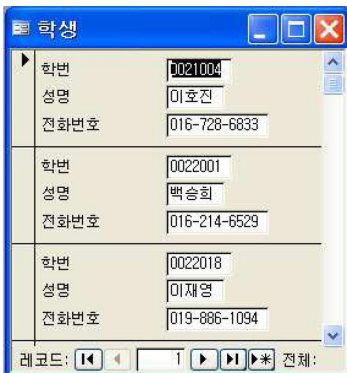 학생
학번 0021004
성명 이호진
전화번호 016-728-6833
학번 0022001
성명 백승희
전화번호 016-214-6529
학번 0022018
성명 이재영
전화번호 019-886-1094
레코드: 1 전체: